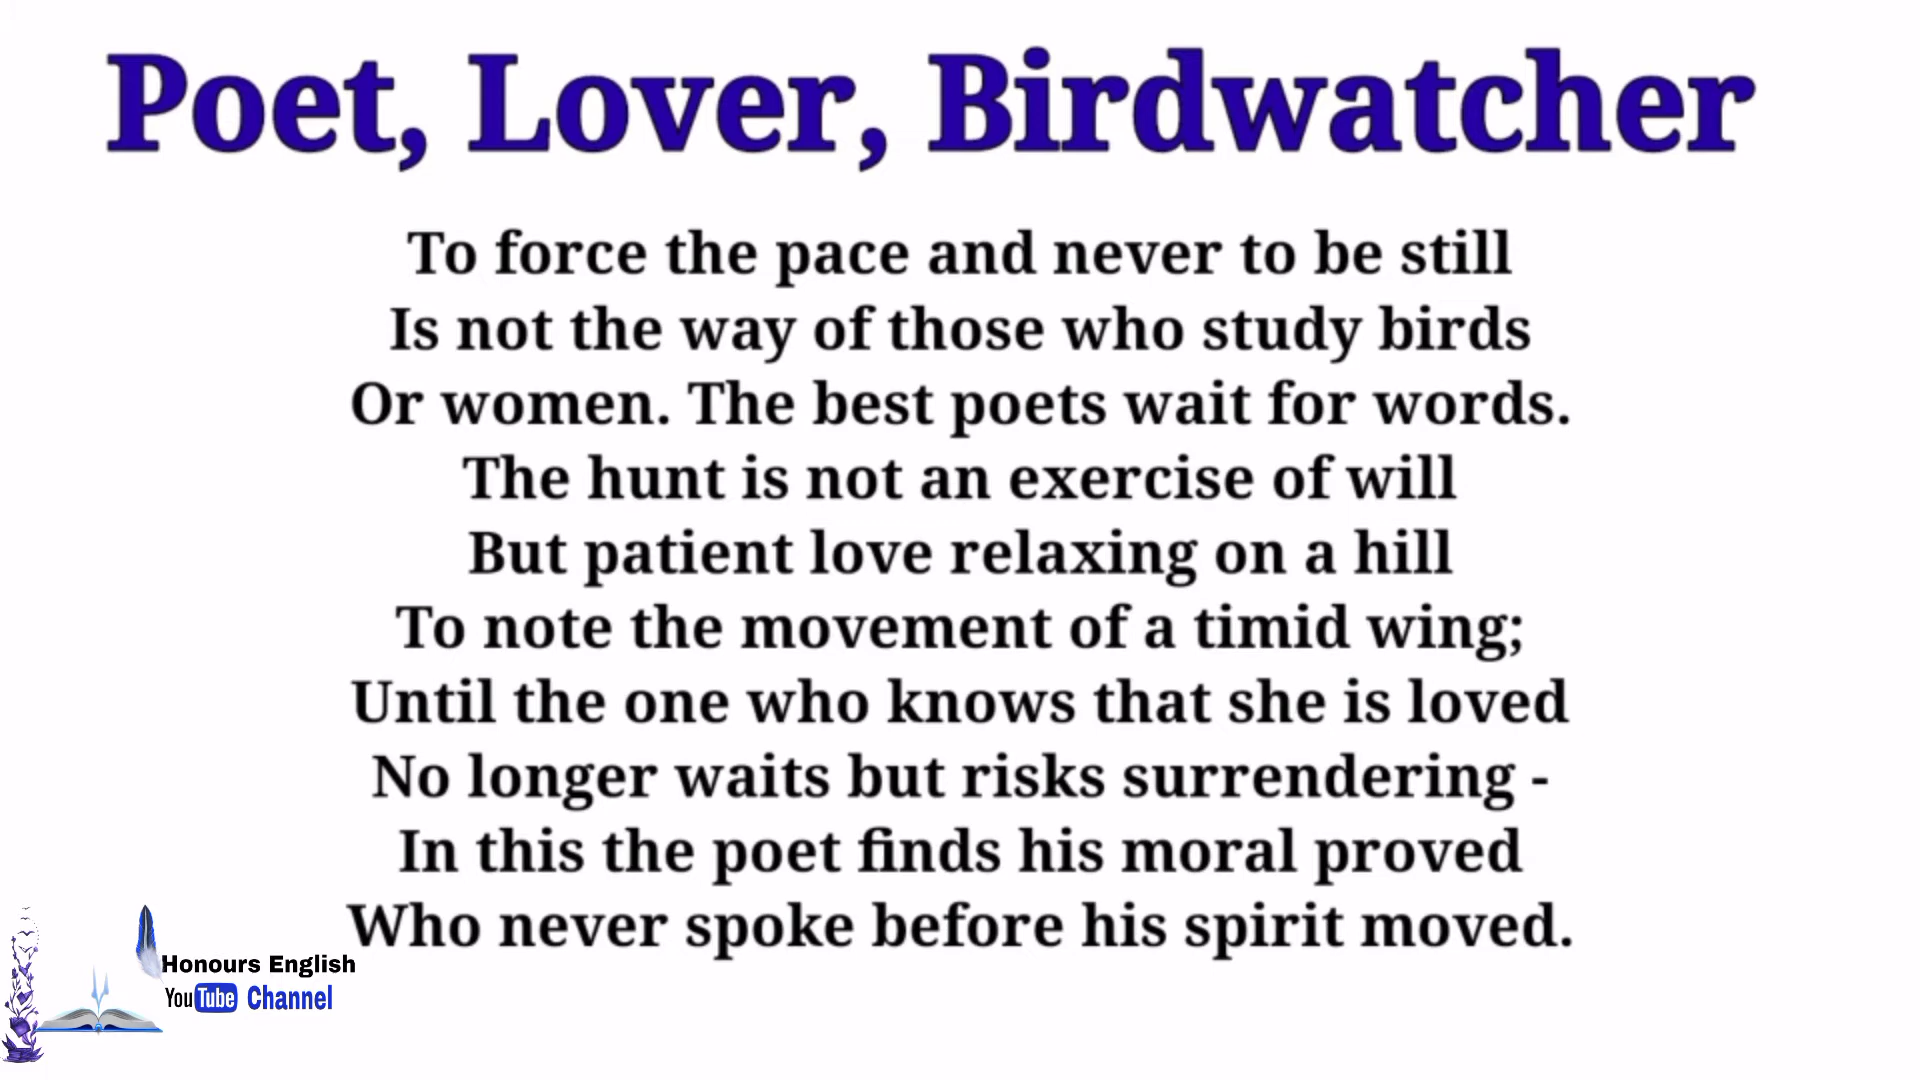 Poet, Lover, Birdwatcher
To force the pace and never to be still
Is not the way of those who study birds
Or women. The best poets wait for words.
The hunt is not an exercise of will
But patient love relaxing on a hill
To note the movement of a timid wing;
Until the one who knows that she is loved
No longer waits but risks surrendering -
In this the poet finds his moral proved
Who never spoke before his spirit moved.
Honours English
YouTube Channel